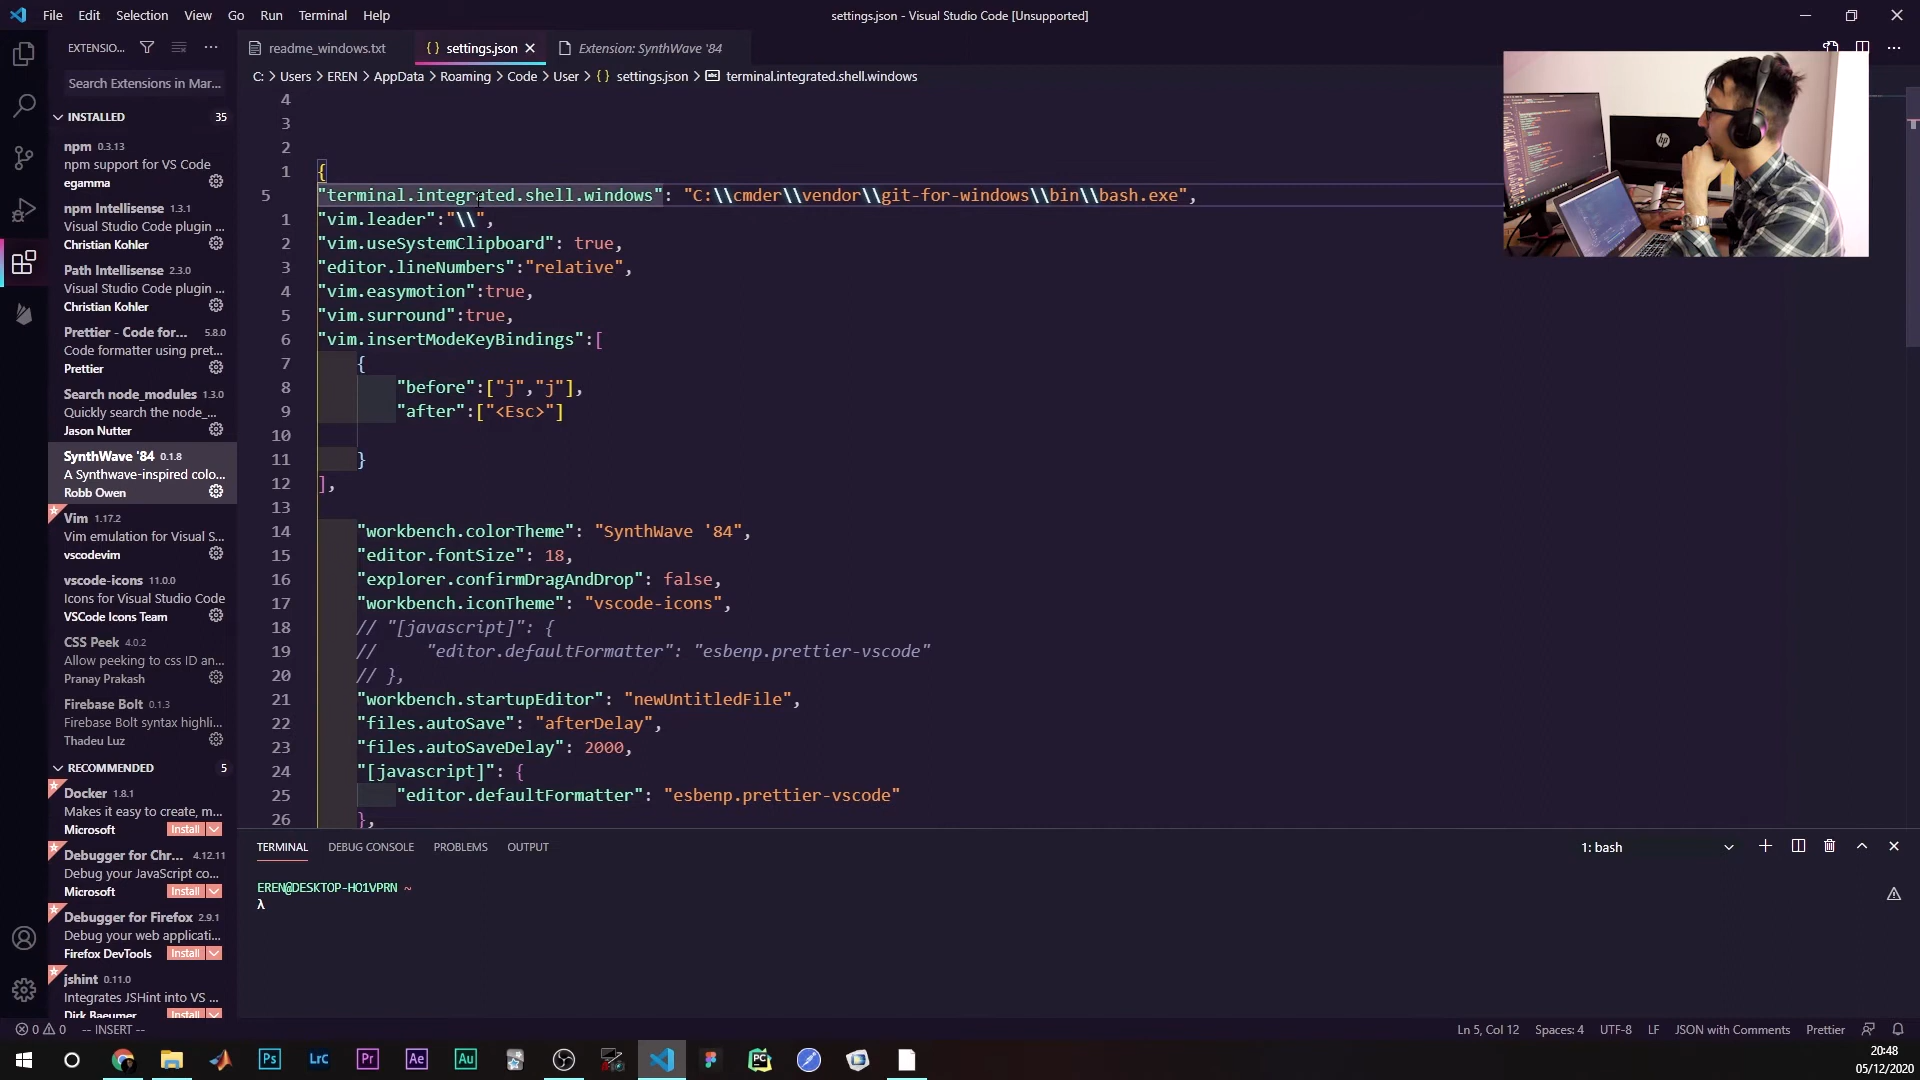 File Edit Selection View Go Run Terminal Help
settings.json - Visual Studio Code [Unsupported]
EXTENSIO...
Search Extensions in Mar...
INSTALLED 35
npm 0.3.13
npm support for VS Code
egamma
npm Intellisense 1.3.1
Visual Studio Code plugin ...
Christian Kohler
Path Intellisense 2.3.0
Visual Studio Code plugin ...
Christian Kohler
Prettier - Code for... 5.8.0
Code formatter using pret...
Prettier
Search node_modules 1.3.0
Quickly search the node_...
Jason Nutter
SynthWave '84 0.1.8
A Synthwave-inspired colo...
Robb Owen
Vim 1.17.2
Vim emulation for Visual S...
vscodevim
vscode-icons 11.0.0
Icons for Visual Studio Code
VSCode Icons Team
CSS Peek 4.0.2
Allow peeking to css ID an...
Pranay Prakash
Firebase Bolt 0.1.3
Firebase Bolt syntax highli...
Thadeu Luz
RECOMMENDED 5
Docker 1.8.1
Makes it easy to create, m...
Microsoft Install
Debugger for Chr... 4.12.11
Debug your JavaScript co...
Microsoft Install
Debugger for Firefox 2.9.1
Debug your web applicati...
Firefox DevTools Install
jshint 0.11.0
Integrates JSHint into VS ...
Dirk Baeumer Install
readme_windows.txt
{ } settings.json
Extension: SynthWave '84
C: > Users > EREN > AppData > Roaming > Code > User > { } settings.json > terminal.integrated.shell.windows
4
3
2
1 {
5 "terminal.integrated.shell.windows": "C:\\cmder\\vendor\\git-for-windows\\bin\\bash.exe",
1 "vim.leader":"\\",
2 "vim.useSystemClipboard": true,
3 "editor.lineNumbers":"relative",
4 "vim.easymotion":true,
5 "vim.surround":true,
6 "vim.insertModeKeyBindings":[
7 {
8 "before":["j","j"],
9 "after":["<Esc>"]
10
11 }
12 ],
13
14 "workbench.colorTheme": "SynthWave '84",
15 "editor.fontSize": 18,
16 "explorer.confirmDragAndDrop": false,
17 "workbench.iconTheme": "vscode-icons",
18 // "[javascript]": {
19 // "editor.defaultFormatter": "esbenp.prettier-vscode"
20 // },
21 "workbench.startupEditor": "newUntitledFile",
22 "files.autoSave": "afterDelay",
23 "files.autoSaveDelay": 2000,
24 "[javascript]": {
25 "editor.defaultFormatter": "esbenp.prettier-vscode"
26 },
hp
TERMINAL DEBUG CONSOLE PROBLEMS OUTPUT
1: bash
EREN@DESKTOP-HO1VPRN ~
λ
0 0 -- INSERT --
Ln 5, Col 12 Spaces: 4 UTF-8 LF JSON with Comments Prettier
Ps Lrc Pr Ae Au PC
20:48
05/12/2020